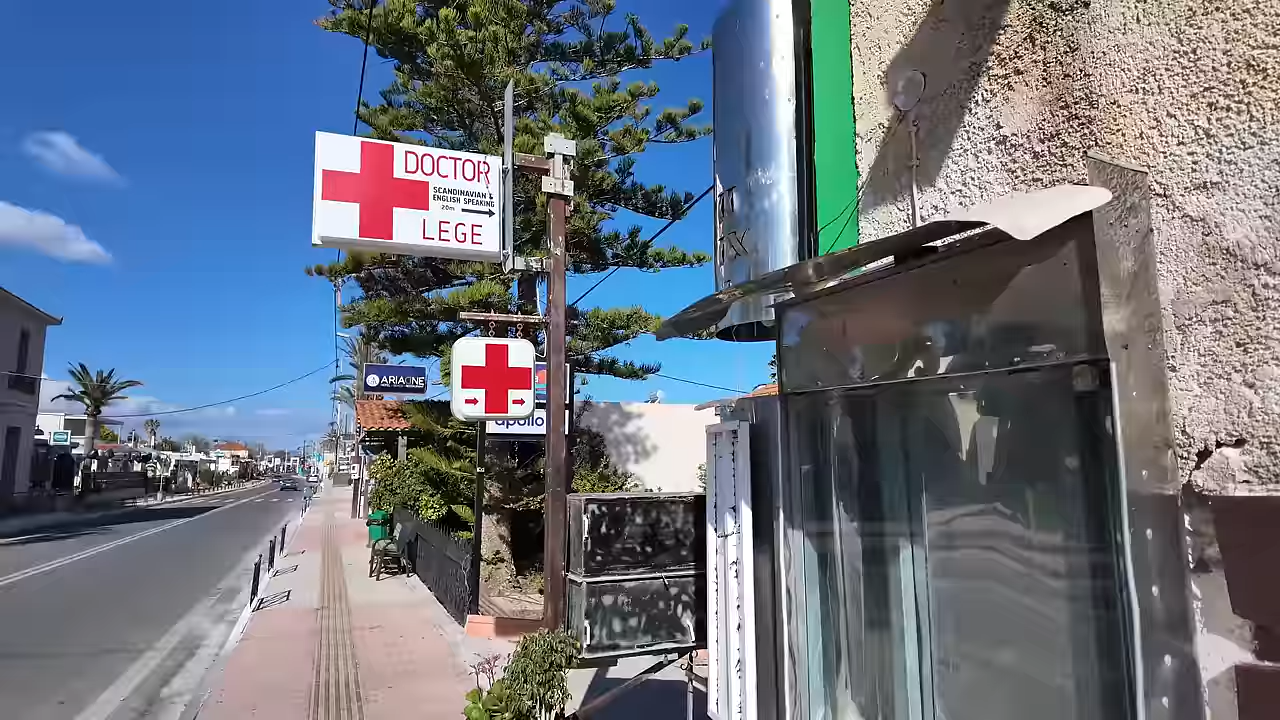 DOCTOR
SCANDINAVIAN &
ENGLISH SPEAKING
20m
LEGE
ARIADNE
apollo